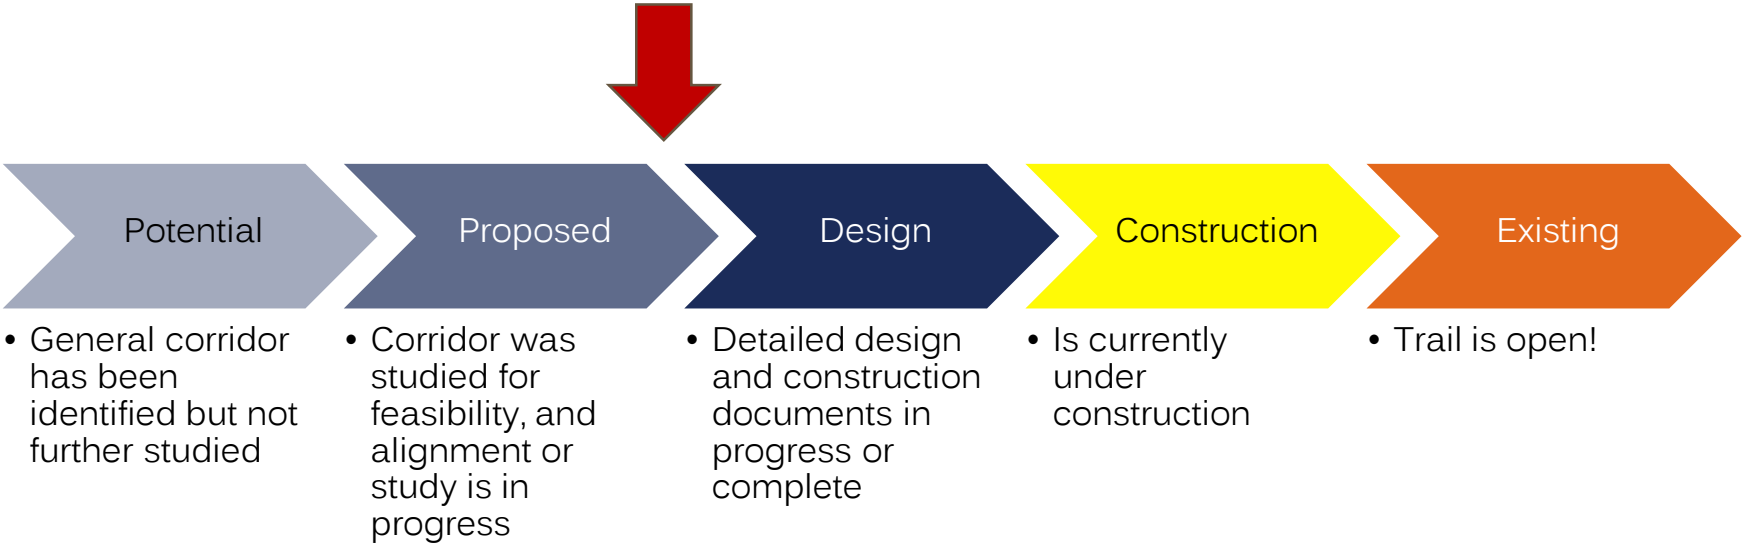 Potential
Proposed
Design
Construction
Existing
• General corridor
has been
identified but not
further studied
• Corridor was
studied for
feasibility, and
alignment or
study is in
progress
• Detailed design
and construction
documents in
progress or
complete
• Is currently
under
construction
• Trail is open!